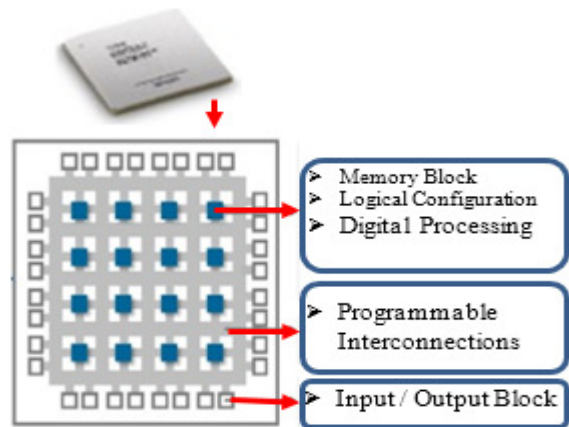 ➢ Memory Block
➢ Logical Configuration
➢ Digital Processing
➢ Programmable
Interconnections
➢ Input / Output Block